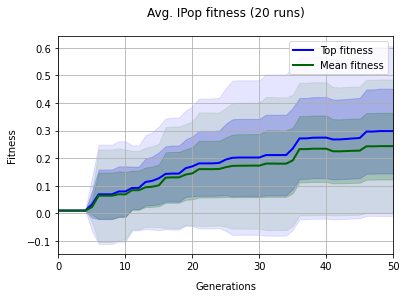 Avg. IPop fitness (20 runs)
Top fitness
Mean fitness
Fitness
0.6
0.5
0.4
0.3
0.2
0.1
0.0
−0.1
0 10 20 30 40 50
Generations